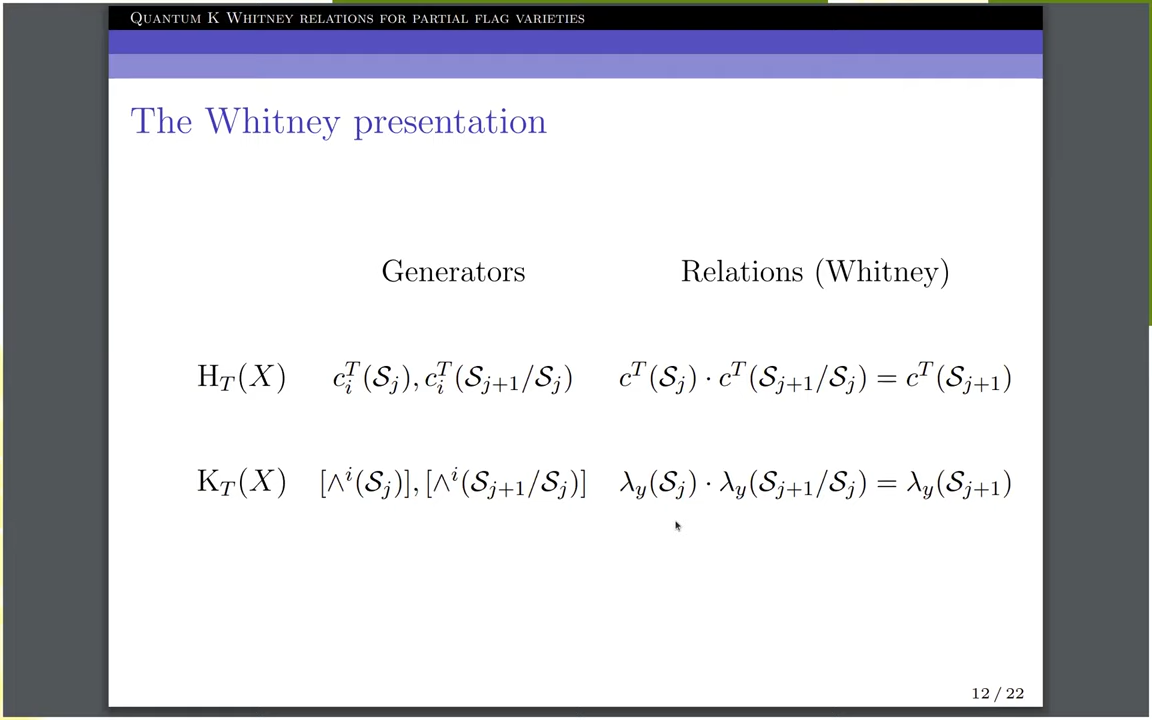 QUANTUM K WHITNEY RELATIONS FOR PARTIAL FLAG VARIETIES
The Whitney presentation
Generators Relations (Whitney)
H_T(X) c_i^T(𝒮_j), c_i^T(𝒮_{j+1}/𝒮_j) c^T(𝒮_j) · c^T(𝒮_{j+1}/𝒮_j) = c^T(𝒮_{j+1})
K_T(X) [∧^i(𝒮_j)], [∧^i(𝒮_{j+1}/𝒮_j)] λ_y(𝒮_j) · λ_y(𝒮_{j+1}/𝒮_j) = λ_y(𝒮_{j+1})
12 / 22